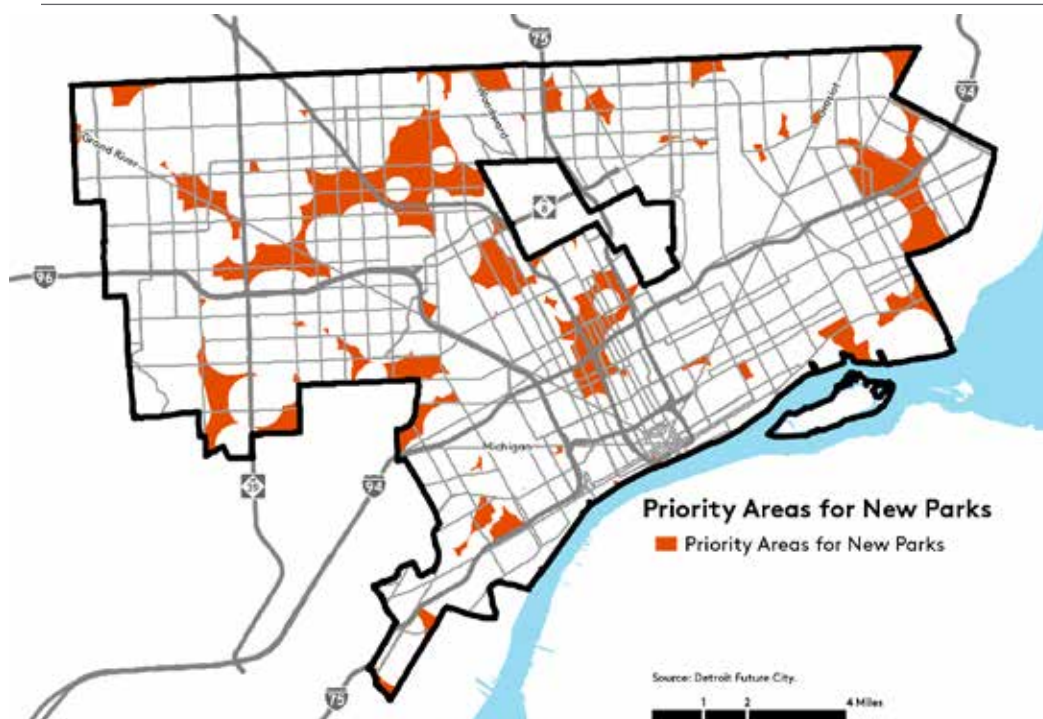 75
94
Grand River
Woodward
Gratiot
8
96
Michigan
39
94
Priority Areas for New Parks
Priority Areas for New Parks
75
Source: Detroit Future City.
1 2 4 Miles